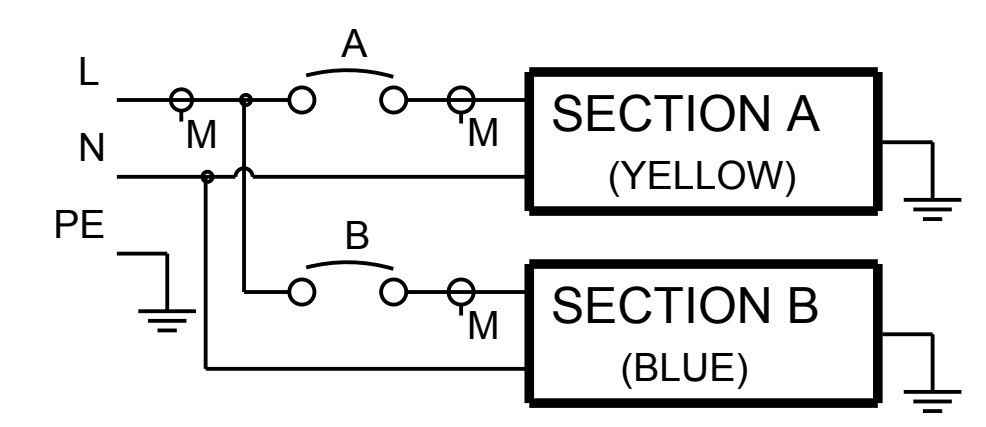 A
L
M
M
SECTION A
(YELLOW)
N
PE
B
M
SECTION B
(BLUE)